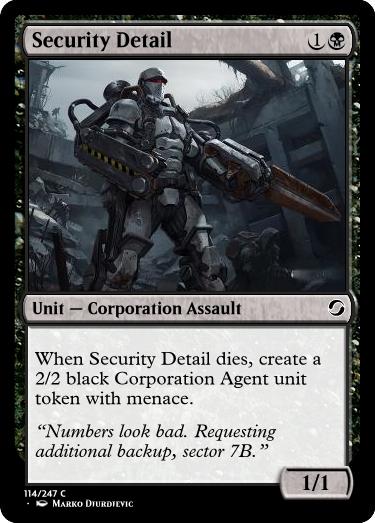 Security Detail 1
Unit — Corporation Assault
When Security Detail dies, create a
2/2 black Corporation Agent unit
token with menace.
“Numbers look bad. Requesting
additional backup, sector 7B.”
1/1
114/247 C
· Marko Djurdjevic